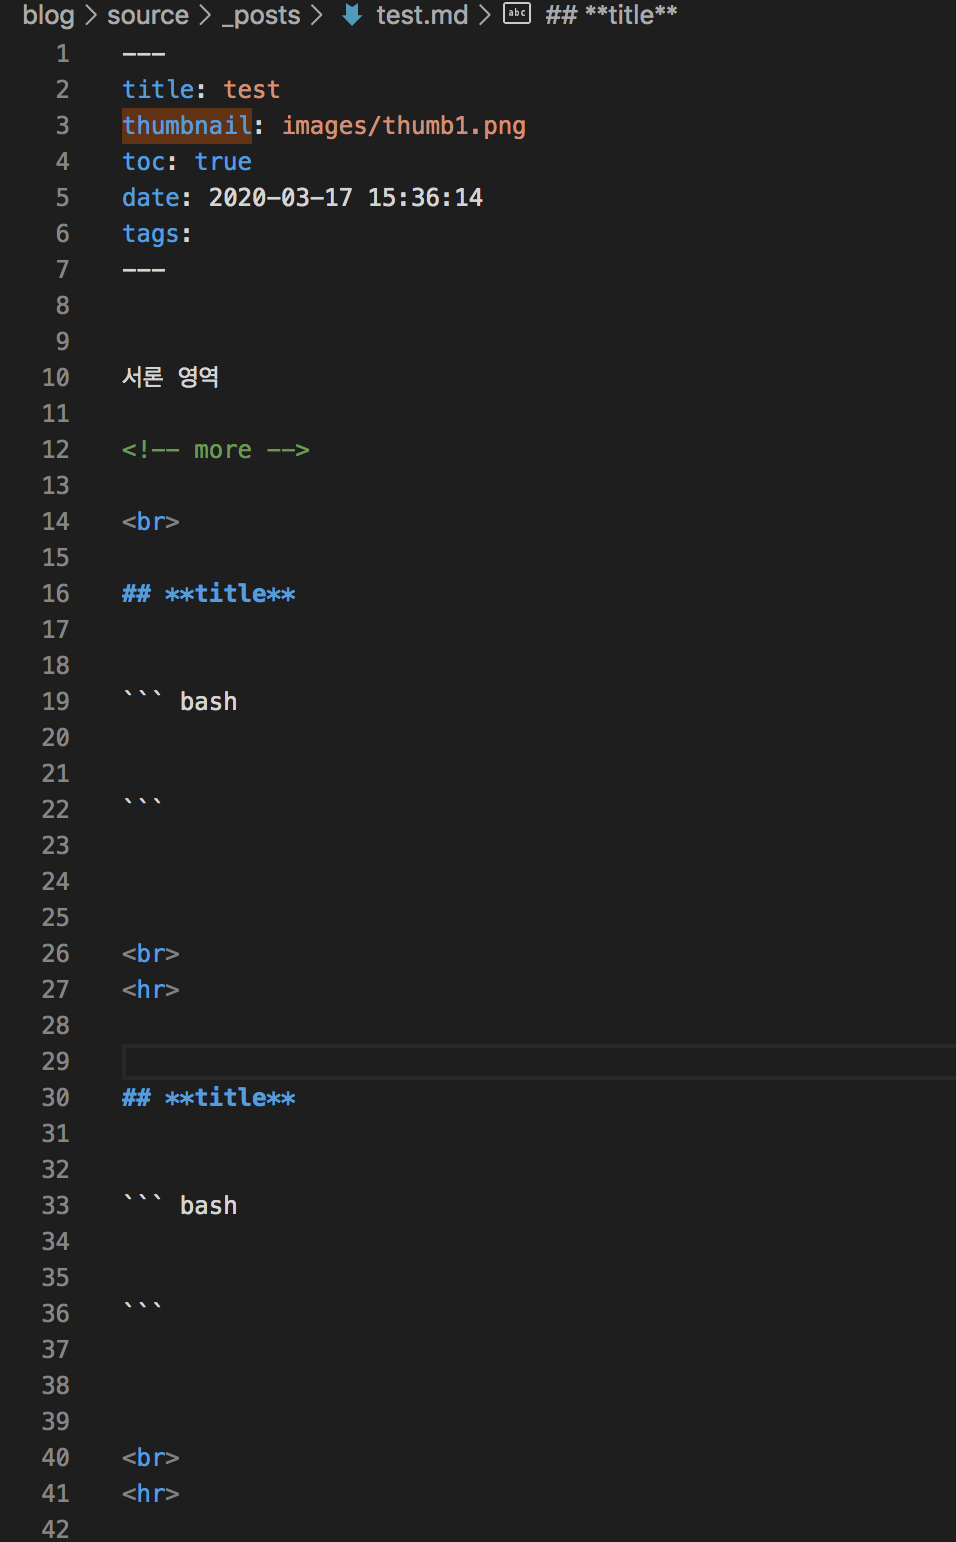 blog > source > _posts > test.md > ## **title**
1 ---
2 title: test
3 thumbnail: images/thumb1.png
4 toc: true
5 date: 2020-03-17 15:36:14
6 tags:
7 ---
8
9
10 서론 영역
11
12 <!-- more -->
13
14 <br>
15
16 ## **title**
17
18
19 ``` bash
20
21
22 ```
23
24
25
26 <br>
27 <hr>
28
29
30 ## **title**
31
32
33 ``` bash
34
35
36 ```
37
38
39
40 <br>
41 <hr>
42